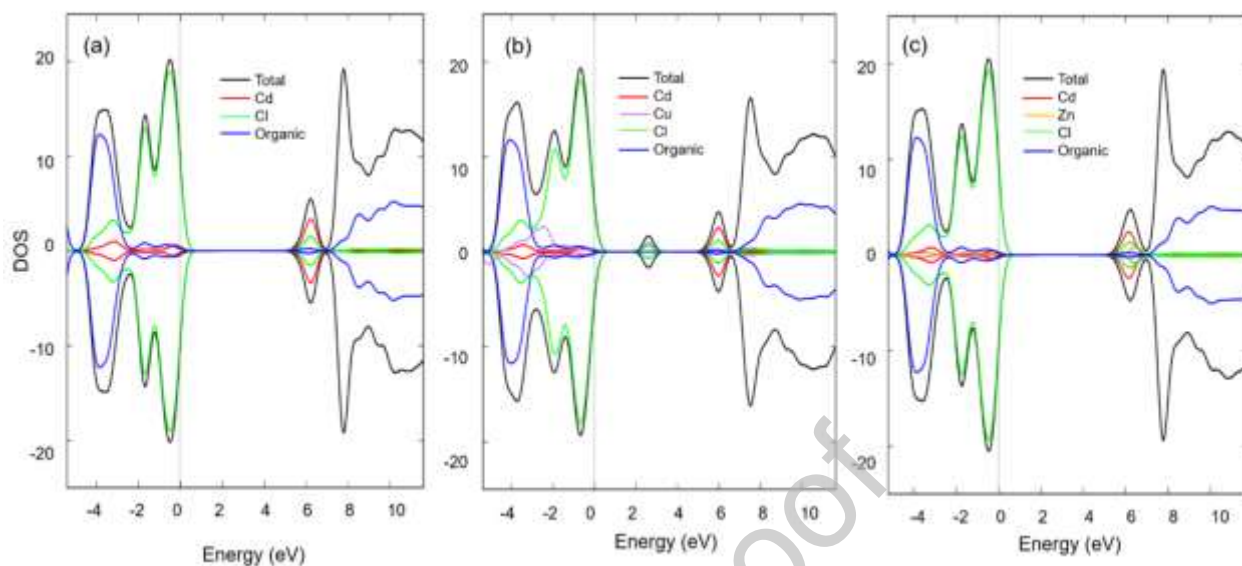 (a)
Total
Cd
Cl
Organic
(b)
Total
Cd
Cu
Cl
Organic
(c)
Total
Cd
Zn
Cl
Organic
DOS
20
10
0
-10
-20
20
10
0
-10
-20
20
10
0
-10
-20
-4 -2 0 2 4 6 8 10
-4 -2 0 2 4 6 8 10
-4 -2 0 2 4 6 8 10
Energy (eV)
Energy (eV)
Energy (eV)
oof